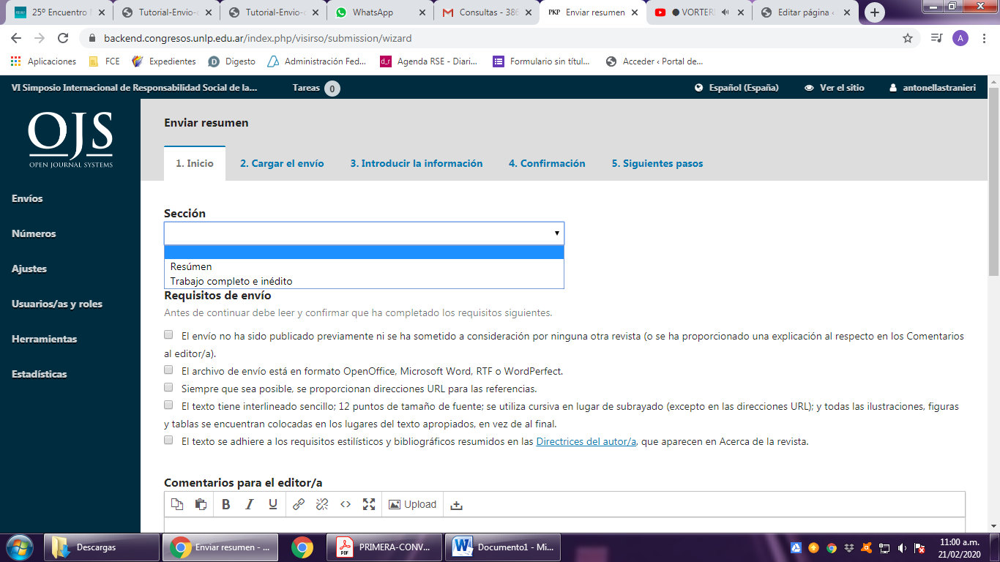 25º Encuentro
Tutorial-Envio-
Tutorial-Envio-
WhatsApp
Consultas - 386
PKP Enviar resumen
VORTER
Editar página ‹
backend.congresos.unlp.edu.ar/index.php/visirso/submission/wizard
A
Aplicaciones
FCE
Expedientes
Digesto
Administración Fed...
d_r Agenda RSE - Diari...
Formulario sin títul...
Acceder ‹ Portal de...
VI Simposio Internacional de Responsabilidad Social de la...
Tareas 0
Español (España)
Ver el sitio
antonellastranieri
OJS
OPEN JOURNAL SYSTEMS
Envíos
Números
Ajustes
Usuarios/as y roles
Herramientas
Estadísticas
Enviar resumen
1. Inicio
2. Cargar el envío
3. Introducir la información
4. Confirmación
5. Siguientes pasos
Sección
Resúmen
Trabajo completo e inédito
Requisitos de envío
Antes de continuar debe leer y confirmar que ha completado los requisitos siguientes.
El envío no ha sido publicado previamente ni se ha sometido a consideración por ninguna otra revista (o se ha proporcionado una explicación al respecto en los Comentarios
al editor/a).
El archivo de envío está en formato OpenOffice, Microsoft Word, RTF o WordPerfect.
Siempre que sea posible, se proporcionan direcciones URL para las referencias.
El texto tiene interlineado sencillo; 12 puntos de tamaño de fuente; se utiliza cursiva en lugar de subrayado (excepto en las direcciones URL); y todas las ilustraciones, figuras
y tablas se encuentran colocadas en los lugares del texto apropiados, en vez de al final.
El texto se adhiere a los requisitos estilísticos y bibliográficos resumidos en las Directrices del autor/a, que aparecen en Acerca de la revista.
Comentarios para el editor/a
B I U Upload
Descargas
Enviar resumen - ...
PDF PRIMERA-CONV...
Documento1 - Mi...
11:00 a.m.
21/02/2020